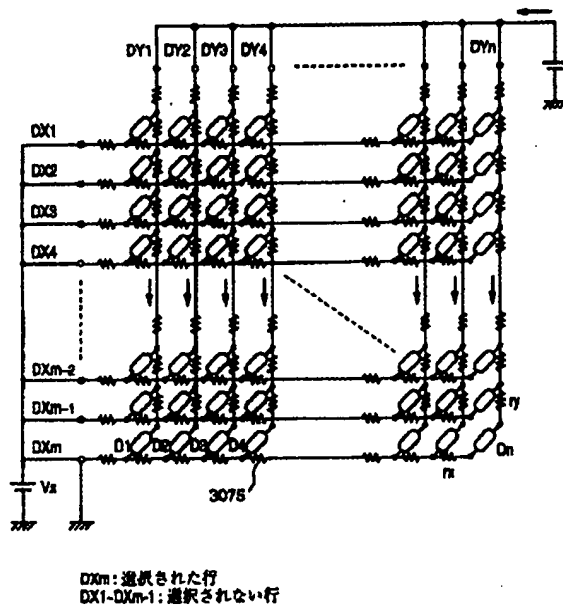 DY1 DY2 DY3 DY4 DYn
DX1
DX2
DX3
DX4
DXm-2
DXm-1
ry
DXm D1 D2 D3 D4 Dn
rx
3075
Vx
DXm:選択された行
DX1-DXm-1:選択されない行